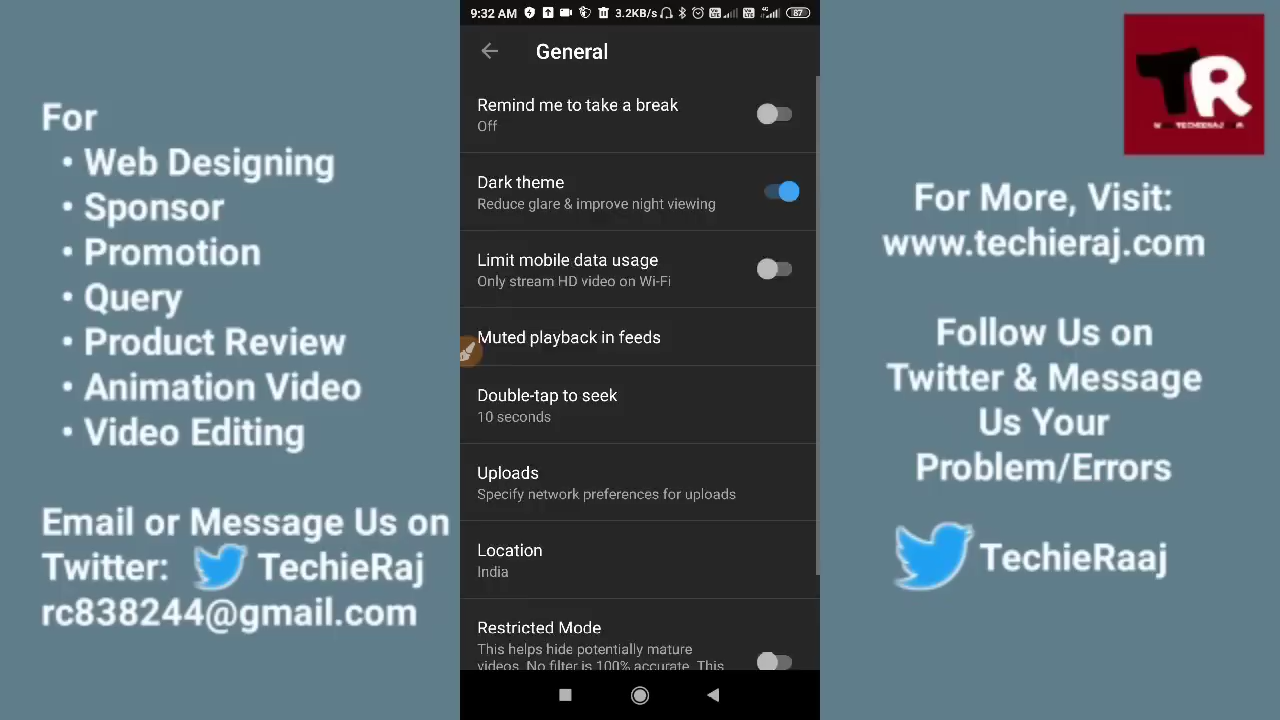 For
• Web Designing
• Sponsor
• Promotion
• Query
• Product Review
• Animation Video
• Video Editing
Email or Message Us on
Twitter: TechieRaj
rc838244@gmail.com
9:32 AM 3.2KB/s 4G 87
General
Remind me to take a break
Off
Dark theme
Reduce glare & improve night viewing
Limit mobile data usage
Only stream HD video on Wi-Fi
Muted playback in feeds
Double-tap to seek
10 seconds
Uploads
Specify network preferences for uploads
Location
India
Restricted Mode
This helps hide potentially mature
videos. No filter is 100% accurate. This
TR
For More, Visit:
www.techieraj.com
Follow Us on
Twitter & Message
Us Your
Problem/Errors
TechieRaaj